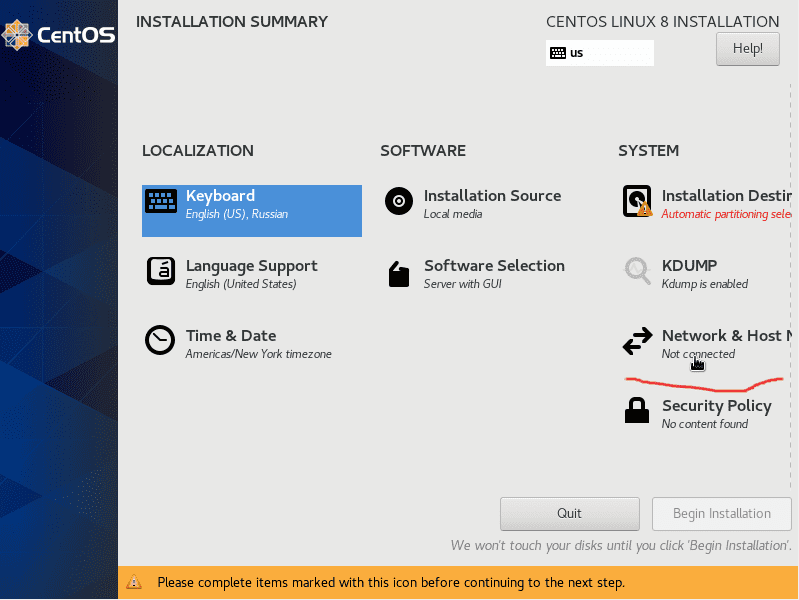 INSTALLATION SUMMARY
CENTOS LINUX 8 INSTALLATION
CentOS
us
Help!
LOCALIZATION
Keyboard
English (US), Russian
Language Support
English (United States)
Time & Date
Americas/New York timezone
SOFTWARE
Installation Source
Local media
Software Selection
Server with GUI
SYSTEM
Installation Destin
Automatic partitioning sele
KDUMP
Kdump is enabled
Network & Host N
Not connected
Security Policy
No content found
Quit
Begin Installation
We won't touch your disks until you click 'Begin Installation'.
Please complete items marked with this icon before continuing to the next step.